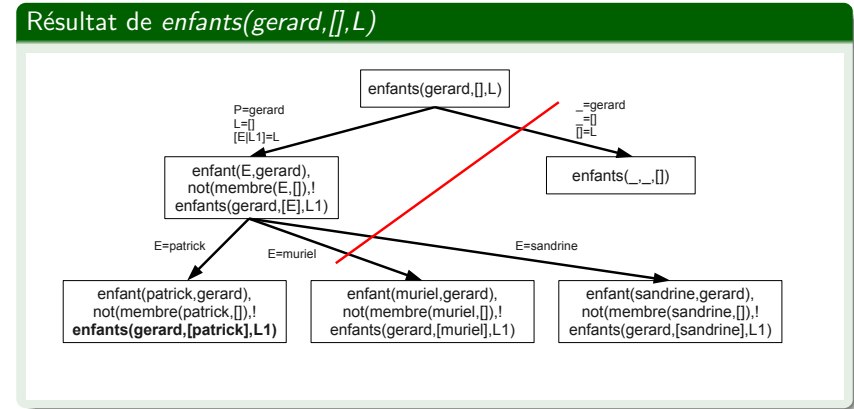 Résultat de enfants(gerard,[],L)
enfants(gerard,[],L)
P=gerard
L=[]
[E|L1]=L
_=gerard
_=[]
[]=L
enfant(E,gerard),
not(membre(E,[]),!
enfants(gerard,[E],L1)
enfants(_,_,[])
E=patrick
E=muriel
E=sandrine
enfant(patrick,gerard),
not(membre(patrick,[]),!
enfants(gerard,[patrick],L1)
enfant(muriel,gerard),
not(membre(muriel,[]),!
enfants(gerard,[muriel],L1)
enfant(sandrine,gerard),
not(membre(sandrine,[]),!
enfants(gerard,[sandrine],L1)